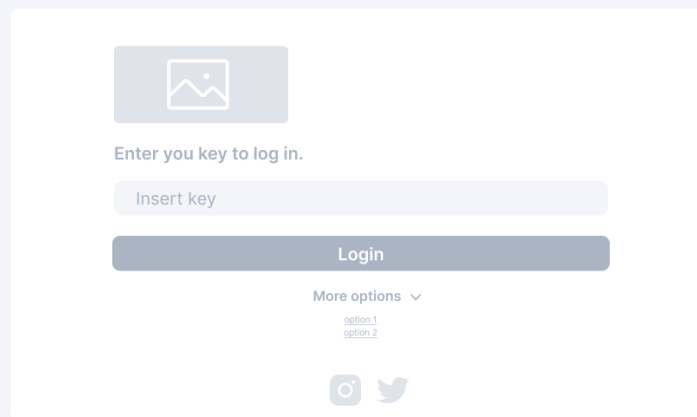 Enter you key to log in.
Insert key
Login
More options
option 1
option 2